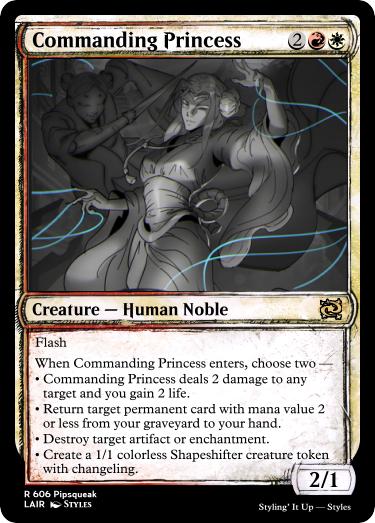 Commanding Princess 2
Creature — Human Noble
Flash
When Commanding Princess enters, choose two —
• Commanding Princess deals 2 damage to any
target and you gain 2 life.
• Return target permanent card with mana value 2
or less from your graveyard to your hand.
• Destroy target artifact or enchantment.
• Create a 1/1 colorless Shapeshifter creature token
with changeling.
2/1
R 606 Pipsqueak
LAIR STYLES
Styling' It Up — Styles